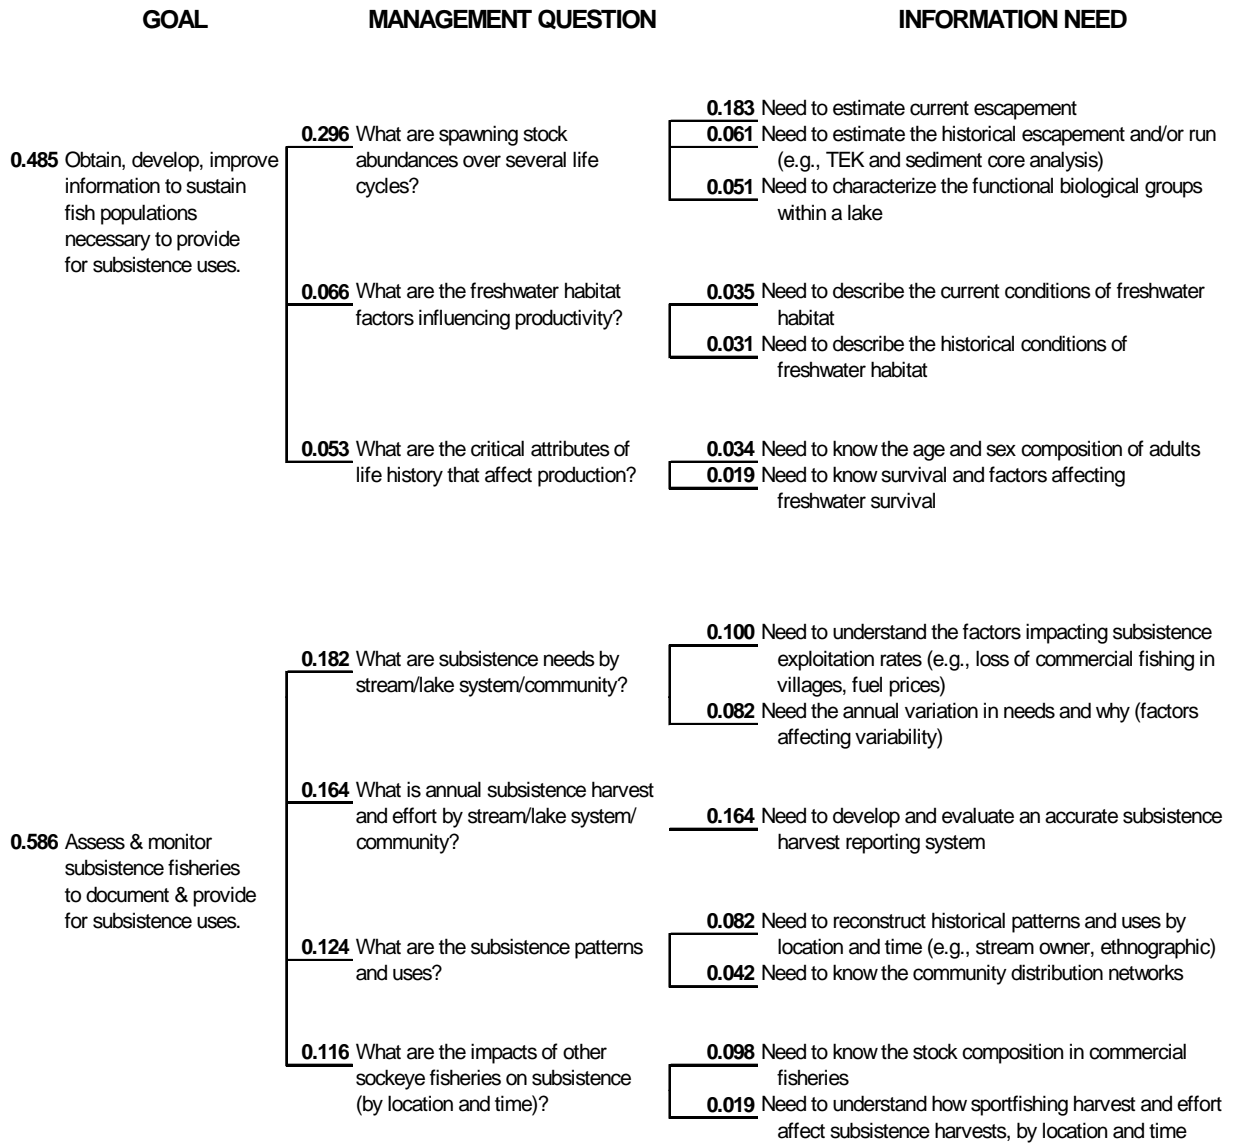 GOAL MANAGEMENT QUESTION INFORMATION NEED
0.485 Obtain, develop, improve
information to sustain
fish populations
necessary to provide
for subsistence uses.
0.296 What are spawning stock
abundances over several life
cycles?
0.183 Need to estimate current escapement
0.061 Need to estimate the historical escapement and/or run
(e.g., TEK and sediment core analysis)
0.051 Need to characterize the functional biological groups
within a lake
0.066 What are the freshwater habitat
factors influencing productivity?
0.035 Need to describe the current conditions of freshwater
habitat
0.031 Need to describe the historical conditions of
freshwater habitat
0.053 What are the critical attributes of
life history that affect production?
0.034 Need to know the age and sex composition of adults
0.019 Need to know survival and factors affecting
freshwater survival
0.586 Assess & monitor
subsistence fisheries
to document & provide
for subsistence uses.
0.182 What are subsistence needs by
stream/lake system/community?
0.100 Need to understand the factors impacting subsistence
exploitation rates (e.g., loss of commercial fishing in
villages, fuel prices)
0.082 Need the annual variation in needs and why (factors
affecting variability)
0.164 What is annual subsistence harvest
and effort by stream/lake system/
community?
0.164 Need to develop and evaluate an accurate subsistence
harvest reporting system
0.124 What are the subsistence patterns
and uses?
0.082 Need to reconstruct historical patterns and uses by
location and time (e.g., stream owner, ethnographic)
0.042 Need to know the community distribution networks
0.116 What are the impacts of other
sockeye fisheries on subsistence
(by location and time)?
0.098 Need to know the stock composition in commercial
fisheries
0.019 Need to understand how sportfishing harvest and effort
affect subsistence harvests, by location and time